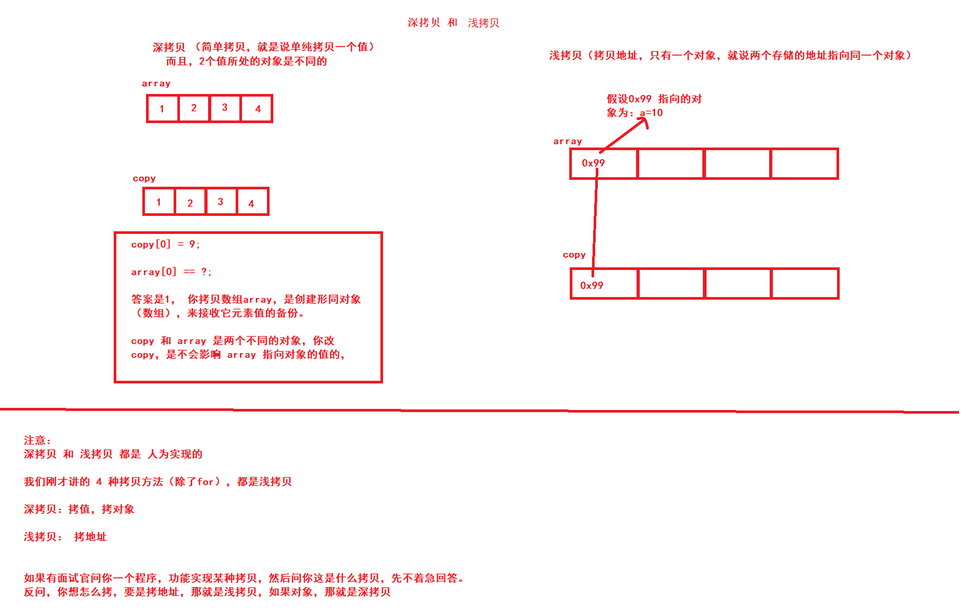 深拷贝 和 浅拷贝
深拷贝 （简单拷贝，就是说单纯拷贝一个值）
而且，2个值所处的对象是不同的
array
1 2 3 4
copy
1 2 3 4
copy[0] = 9;
array[0] == ?;
答案是1， 你拷贝数组array，是创建形同对象
（数组），来接收它元素值的备份。
copy 和 array 是两个不同的对象，你改
copy，是不会影响 array 指向对象的值的，
浅拷贝（拷贝地址，只有一个对象，就说两个存储的地址指向同一个对象）
假设0x99 指向的对
象为：a=10
array
0x99
copy
0x99
注意：
深拷贝 和 浅拷贝 都是 人为实现的
我们刚才讲的 4 种拷贝方法（除了for），都是浅拷贝
深拷贝：拷值，拷对象
浅拷贝： 拷地址
如果有面试官问你一个程序，功能实现某种拷贝，然后问你这是什么拷贝，先不着急回答。
反问，你想怎么拷，要是拷地址，那就是浅拷贝，如果对象，那就是深拷贝